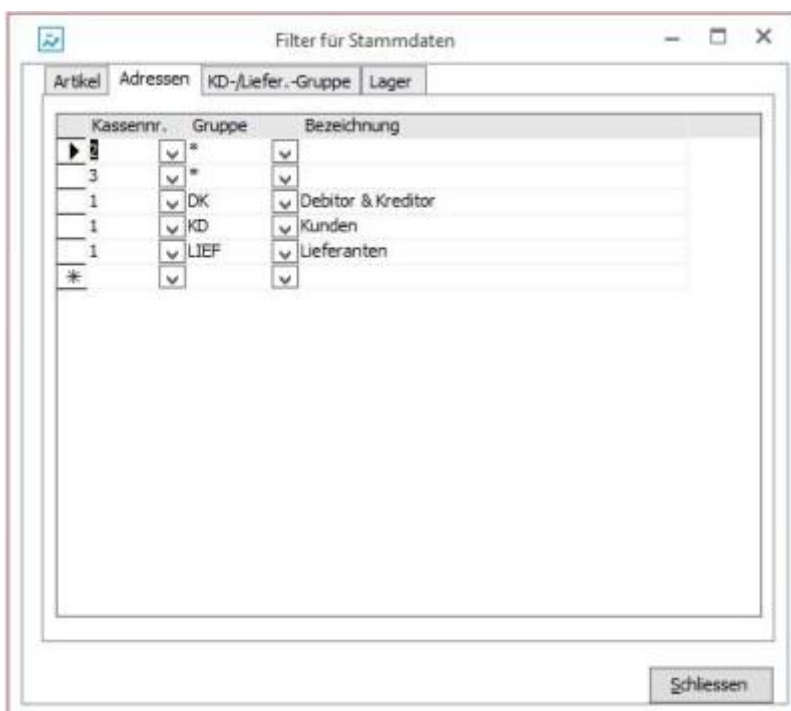 Filter für Stammdaten
Artikel Adressen KD-/Liefer.-Gruppe Lager
Kassennr. Gruppe Bezeichnung
2 *
3 *
1 DK Debitor & Kreditor
1 KD Kunden
1 LIEF Lieferanten
*
Schliessen